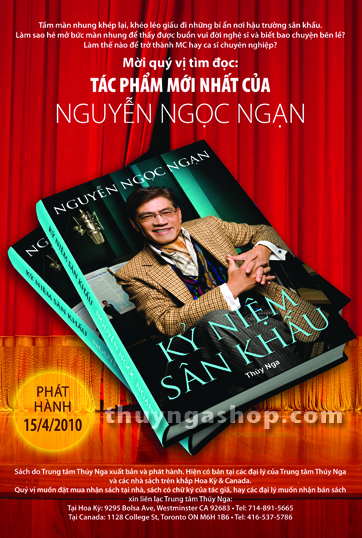 Tấm màn nhung khép lại, khéo léo giấu đi những bí ẩn nơi hậu trường sân khấu.
Làm sao hé mở bức màn nhung để thấy được buồn vui đời nghệ sĩ và biết bao chuyện bên lề?
Làm thế nào để trở thành MC hay ca sĩ chuyên nghiệp?
Mời quý vị tìm đọc:
TÁC PHẨM MỚI NHẤT CỦA
NGUYỄN NGỌC NGẠN
NGUYỄN NGỌC NGẠN
KỶ NIỆM
SÂN KHẤU
Thúy Nga
NGUYỄN NGỌC NGẠN
KỶ NIỆM SÂN KHẤU
KỶ NIỆM SÂN KHẤU
PHÁT
HÀNH
15/4/2010
thuyngashop.com
Sách do Trung tâm Thúy Nga xuất bản và phát hành. Hiện có bán tại các đại lý của Trung tâm Thúy Nga
và các nhà sách trên khắp Hoa Kỳ & Canada.
Quý vị muốn đặt mua nhận sách tại nhà, sách có chữ ký của tác giả, hay các đại lý muốn nhận bán sách
xin liên lạc Trung tâm Thúy Nga:
Tại Hoa Kỳ: 9295 Bolsa Ave, Westminster CA 92683 • Tel: 714-891-5665
Tại Canada: 1128 College St, Toronto ON M6H 1B6 • Tel: 416-537-5786